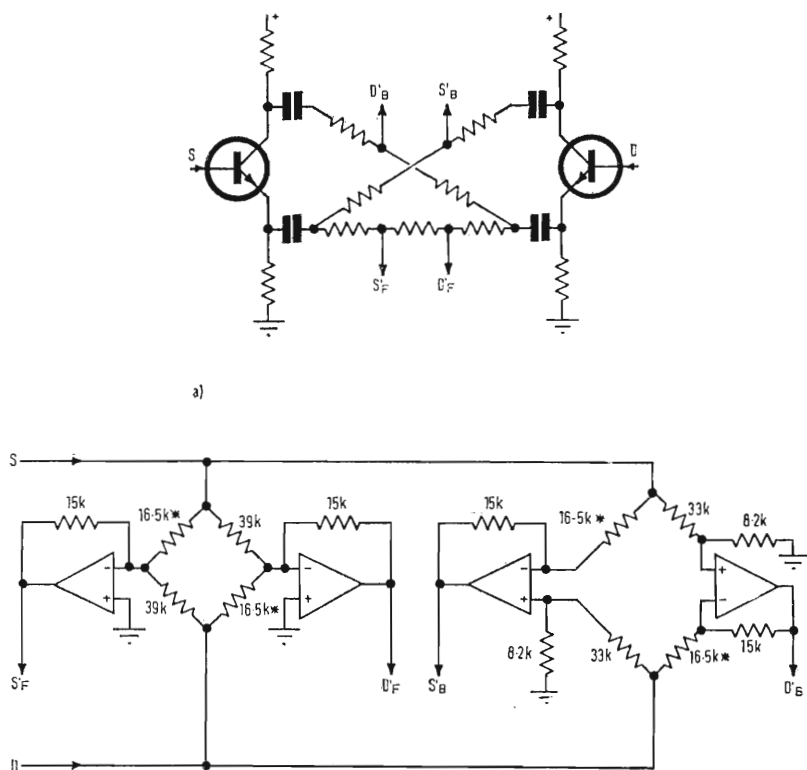 + +
D'B S'B
S D
S'F D'F
a)
S
15k 16·5k✱ 39k 15k 15k 16·5k✱ 33k 8·2k
− − − +
+ + + −
39k 16·5k✱ 8·2k 33k 16·5k✱ 15k
S'F D'F S'B D'B
D